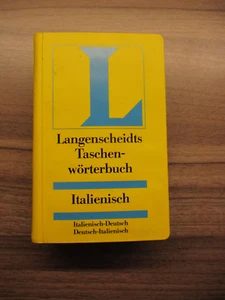 L
Langenscheidts
Taschen-
wörterbuch
Italienisch
Italienisch-Deutsch
Deutsch-Italienisch